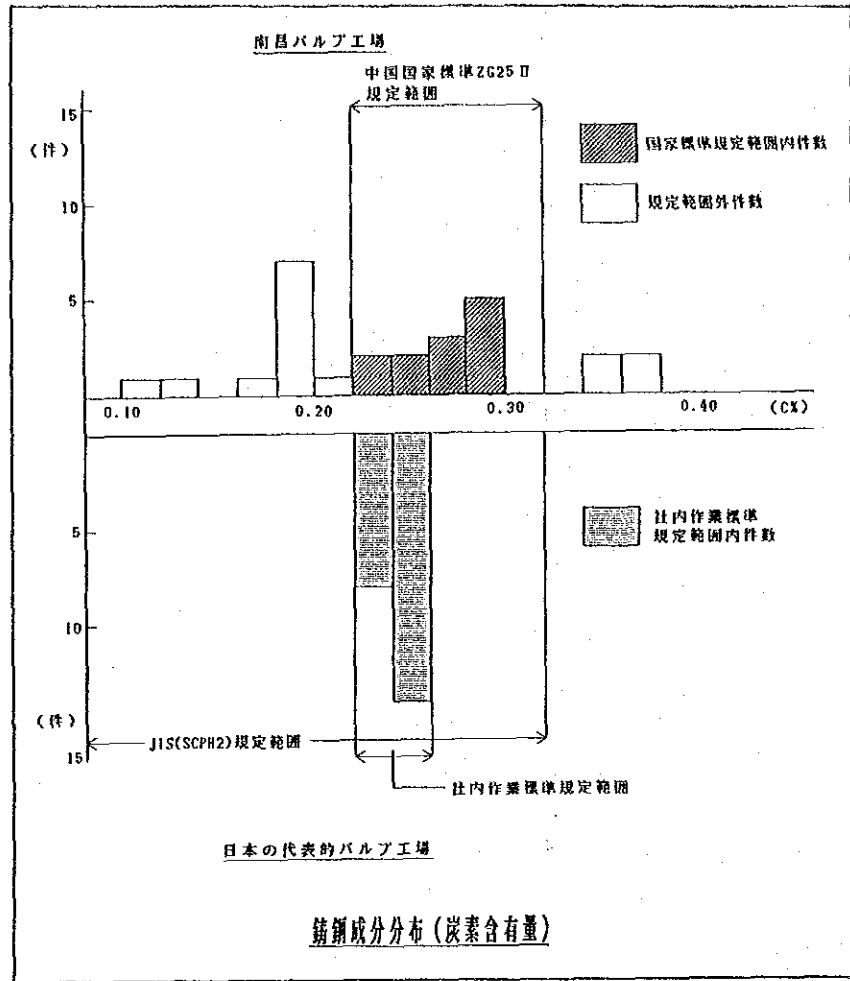 南昌バルブ工場
中国国家標準ZG25Ⅱ
規定範囲
15
(件)
国家標準規定範囲内件数
規定範囲外件数
10
5
0.10
0.20
0.30
0.40
(C%)
5
社内作業標準
規定範囲内件数
10
(件)
15
JIS(SCPH2)規定範囲
社内作業標準規定範囲
日本の代表的バルブ工場
鋳鋼成分分布(炭素含有量)